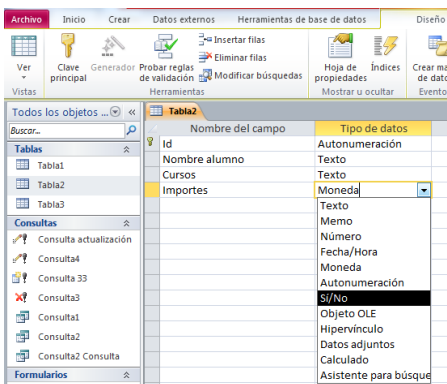 Archivo Inicio Crear Datos externos Herramientas de base de datos Diseño
Ver
Clave principal
Generador
Probar reglas de validación
Insertar filas
Eliminar filas
Modificar búsquedas
Hoja de propiedades
Índices
Crear
de dato
Vistas Herramientas Mostrar u ocultar Evento
Todos los objetos ... «
Buscar...
Tablas
Tabla1
Tabla2
Tabla3
Consultas
Consulta actualización
Consulta4
Consulta 33
Consulta3
Consulta1
Consulta2
Consulta2 Consulta
Formularios
Tabla2
Nombre del campo Tipo de datos
Id Autonumeración
Nombre alumno Texto
Cursos Texto
Importes Moneda
Texto
Memo
Número
Fecha/Hora
Moneda
Autonumeración
Sí/No
Objeto OLE
Hipervínculo
Datos adjuntos
Calculado
Asistente para búsque